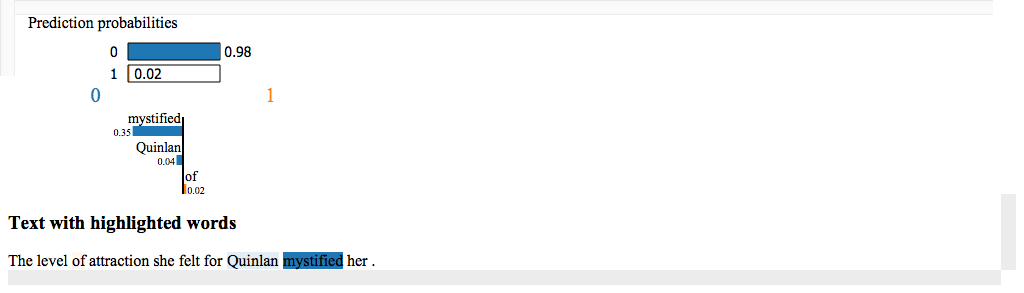 Prediction probabilities
0 0.98
1 0.02
0 1
mystified
0.35
Quinlan
0.04
of
0.02
Text with highlighted words
The level of attraction she felt for Quinlan mystified her .